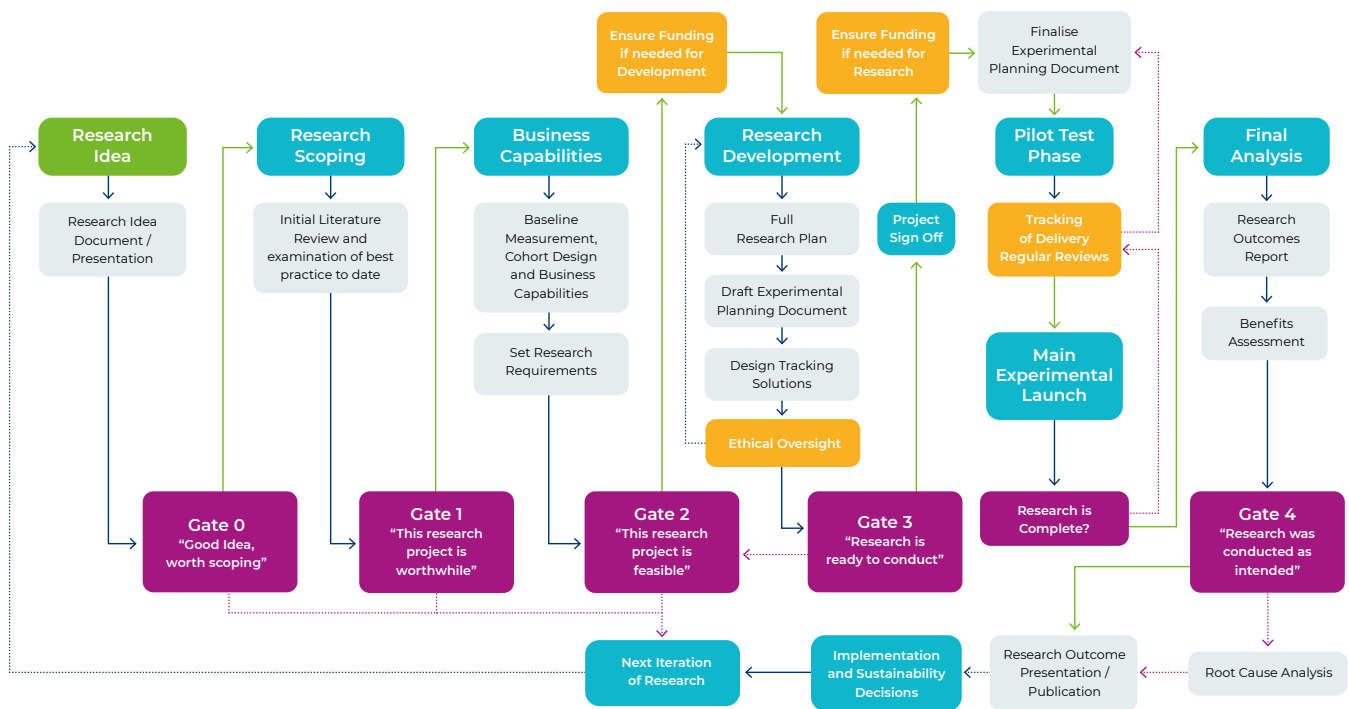 Ensure Funding
if needed for
Development
Ensure Funding
if needed for
Research
Finalise
Experimental
Planning Document
Research
Idea
Research
Scoping
Business
Capabilities
Research
Development
Pilot Test
Phase
Final
Analysis
Research Idea
Document /
Presentation
Initial Literature
Review and
examination of best
practice to date
Baseline
Measurement,
Cohort Design
and Business
Capabilities
Set Research
Requirements
Full
Research Plan
Draft Experimental
Planning Document
Design Tracking
Solutions
Ethical Oversight
Project
Sign Off
Tracking
of Delivery
Regular Reviews
Main
Experimental
Launch
Research
Outcomes
Report
Benefits
Assessment
Gate 0
“Good Idea,
worth scoping”
Gate 1
“This research
project is
worthwhile”
Gate 2
“This research
project is
feasible”
Gate 3
“Research is
ready to conduct”
Research is
Complete?
Gate 4
“Research was
conducted as
intended”
Next Iteration
of Research
Implementation
and Sustainability
Decisions
Research Outcome
Presentation /
Publication
Root Cause Analysis